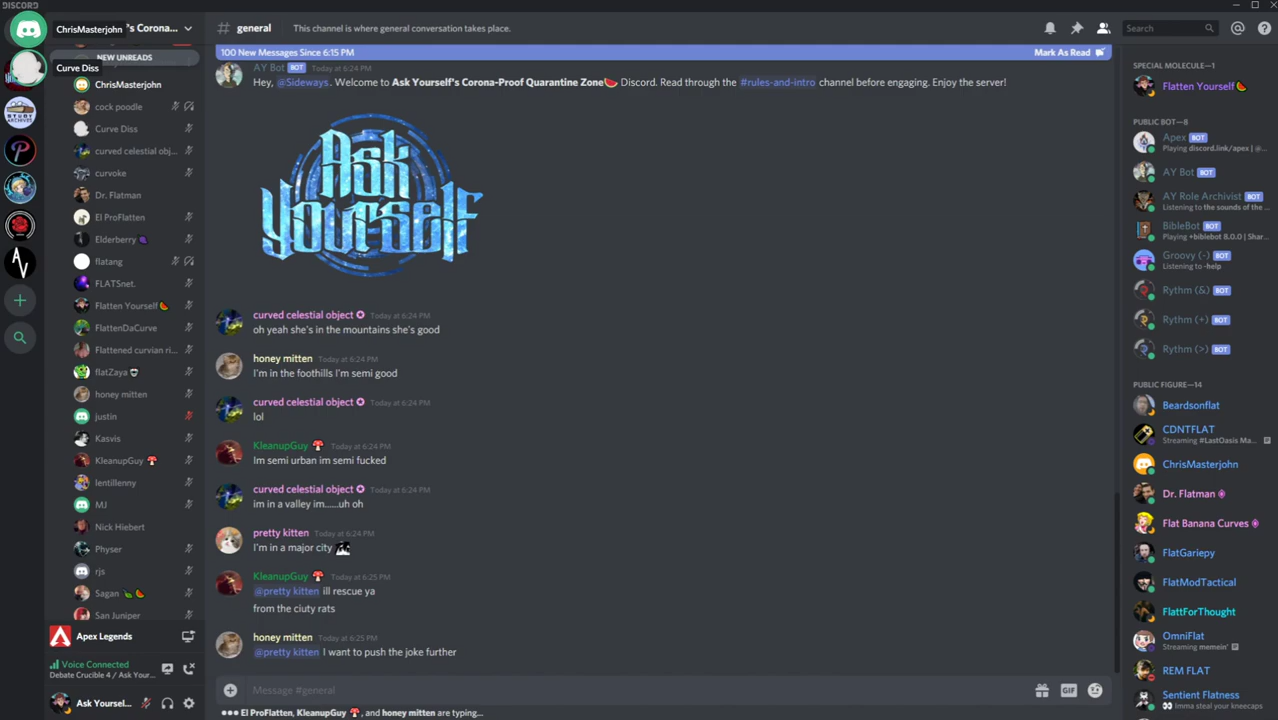 DISCORD
ChrisMasterjohn
's Corona-...
NEW UNREADS
Curve Diss
ChrisMasterjohn
cock poodle
Curve Diss
curved celestial obj...
curvoke
Dr. Flatman
El ProFlatten
Elderberry
flatang
FLATSnet.
Flatten Yourself
FlattenDaCurve
Flattened curvian ri...
flatZaya
honey mitten
justin
Kasvis
KleanupGuy
lentillenny
MJ
Nick Hiebert
Physer
rjs
Sagan
San Juniper
Apex Legends
Voice Connected
Debate Crucible 4 / Ask Your...
Ask Yoursel...
STUDY
ARCHIVES
# general
This channel is where general conversation takes place.
Search
100 New Messages Since 6:15 PM
Mark As Read
AY Bot BOT Today at 6:24 PM
Hey, @Sideways. Welcome to Ask Yourself's Corona-Proof Quarantine Zone Discord. Read through the #rules-and-intro channel before engaging. Enjoy the server!
Ask
Yourself
curved celestial object Today at 6:24 PM
oh yeah she's in the mountains she's good
honey mitten Today at 6:24 PM
I'm in the foothills I'm semi good
curved celestial object Today at 6:24 PM
lol
KleanupGuy Today at 6:24 PM
Im semi urban im semi fucked
curved celestial object Today at 6:24 PM
im in a valley im......uh oh
pretty kitten Today at 6:24 PM
I'm in a major city
KleanupGuy Today at 6:25 PM
@pretty kitten ill rescue ya
from the ciuty rats
honey mitten Today at 6:25 PM
@pretty kitten I want to push the joke further
Message #general
GIF
El ProFlatten, KleanupGuy, and honey mitten are typing...
SPECIAL MOLECULE—1
Flatten Yourself
PUBLIC BOT—8
Apex BOT
Playing discord.link/apex | @...
AY Bot BOT
AY Role Archivist BOT
Listening to the sounds of the...
BibleBot BOT
Playing +biblebot 8.0.0 | Shar...
Groovy (-) BOT
Listening to -help
Rythm (&) BOT
Rythm (+) BOT
Rythm (>) BOT
PUBLIC FIGURE—14
Beardsonflat
CDNTFLAT
Streaming #LastOasis Ma...
ChrisMasterjohn
Dr. Flatman
Flat Banana Curves
FlatGariepy
FlatModTactical
FlattForThought
OmniFlat
Streaming memein'
REM FLAT
Sentient Flatness
Imma steal your kneecaps